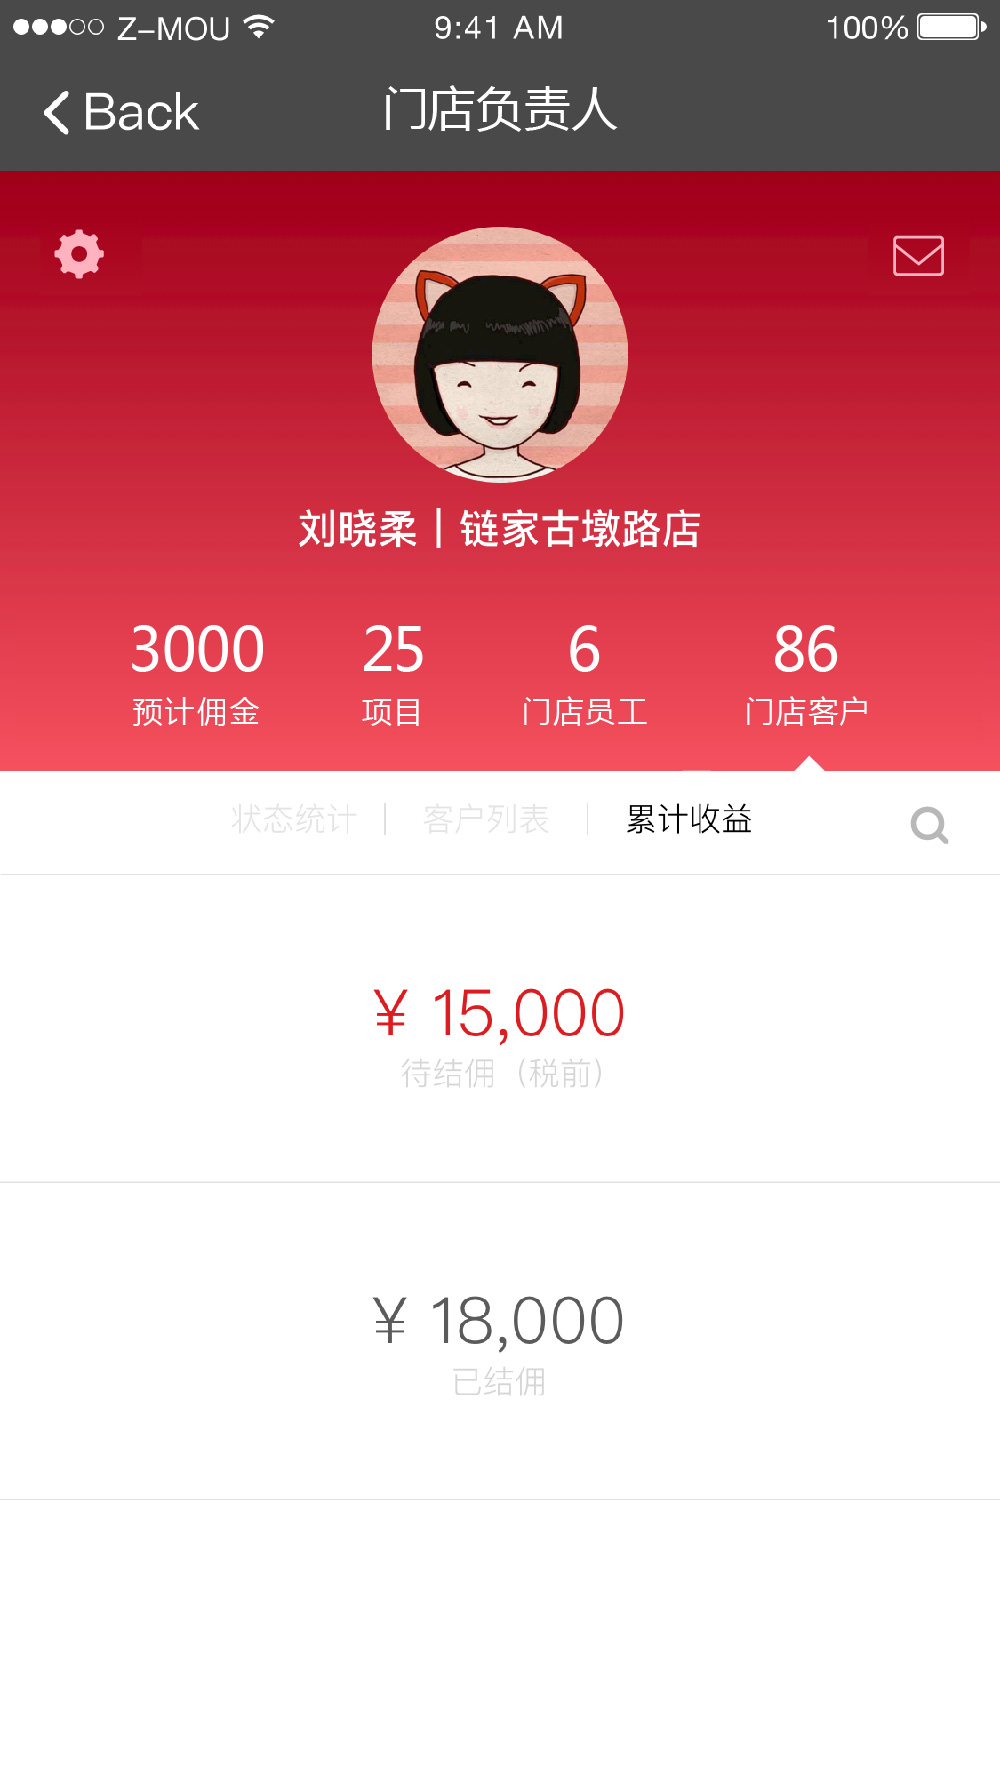 Z-MOU 9:41 AM 100%
Back 门店负责人
刘晓柔 | 链家古墩路店
3000 25 6 86
预计佣金 项目 门店员工 门店客户
状态统计 | 客户列表 | 累计收益
¥ 15,000
待结佣（税前）
¥ 18,000
已结佣